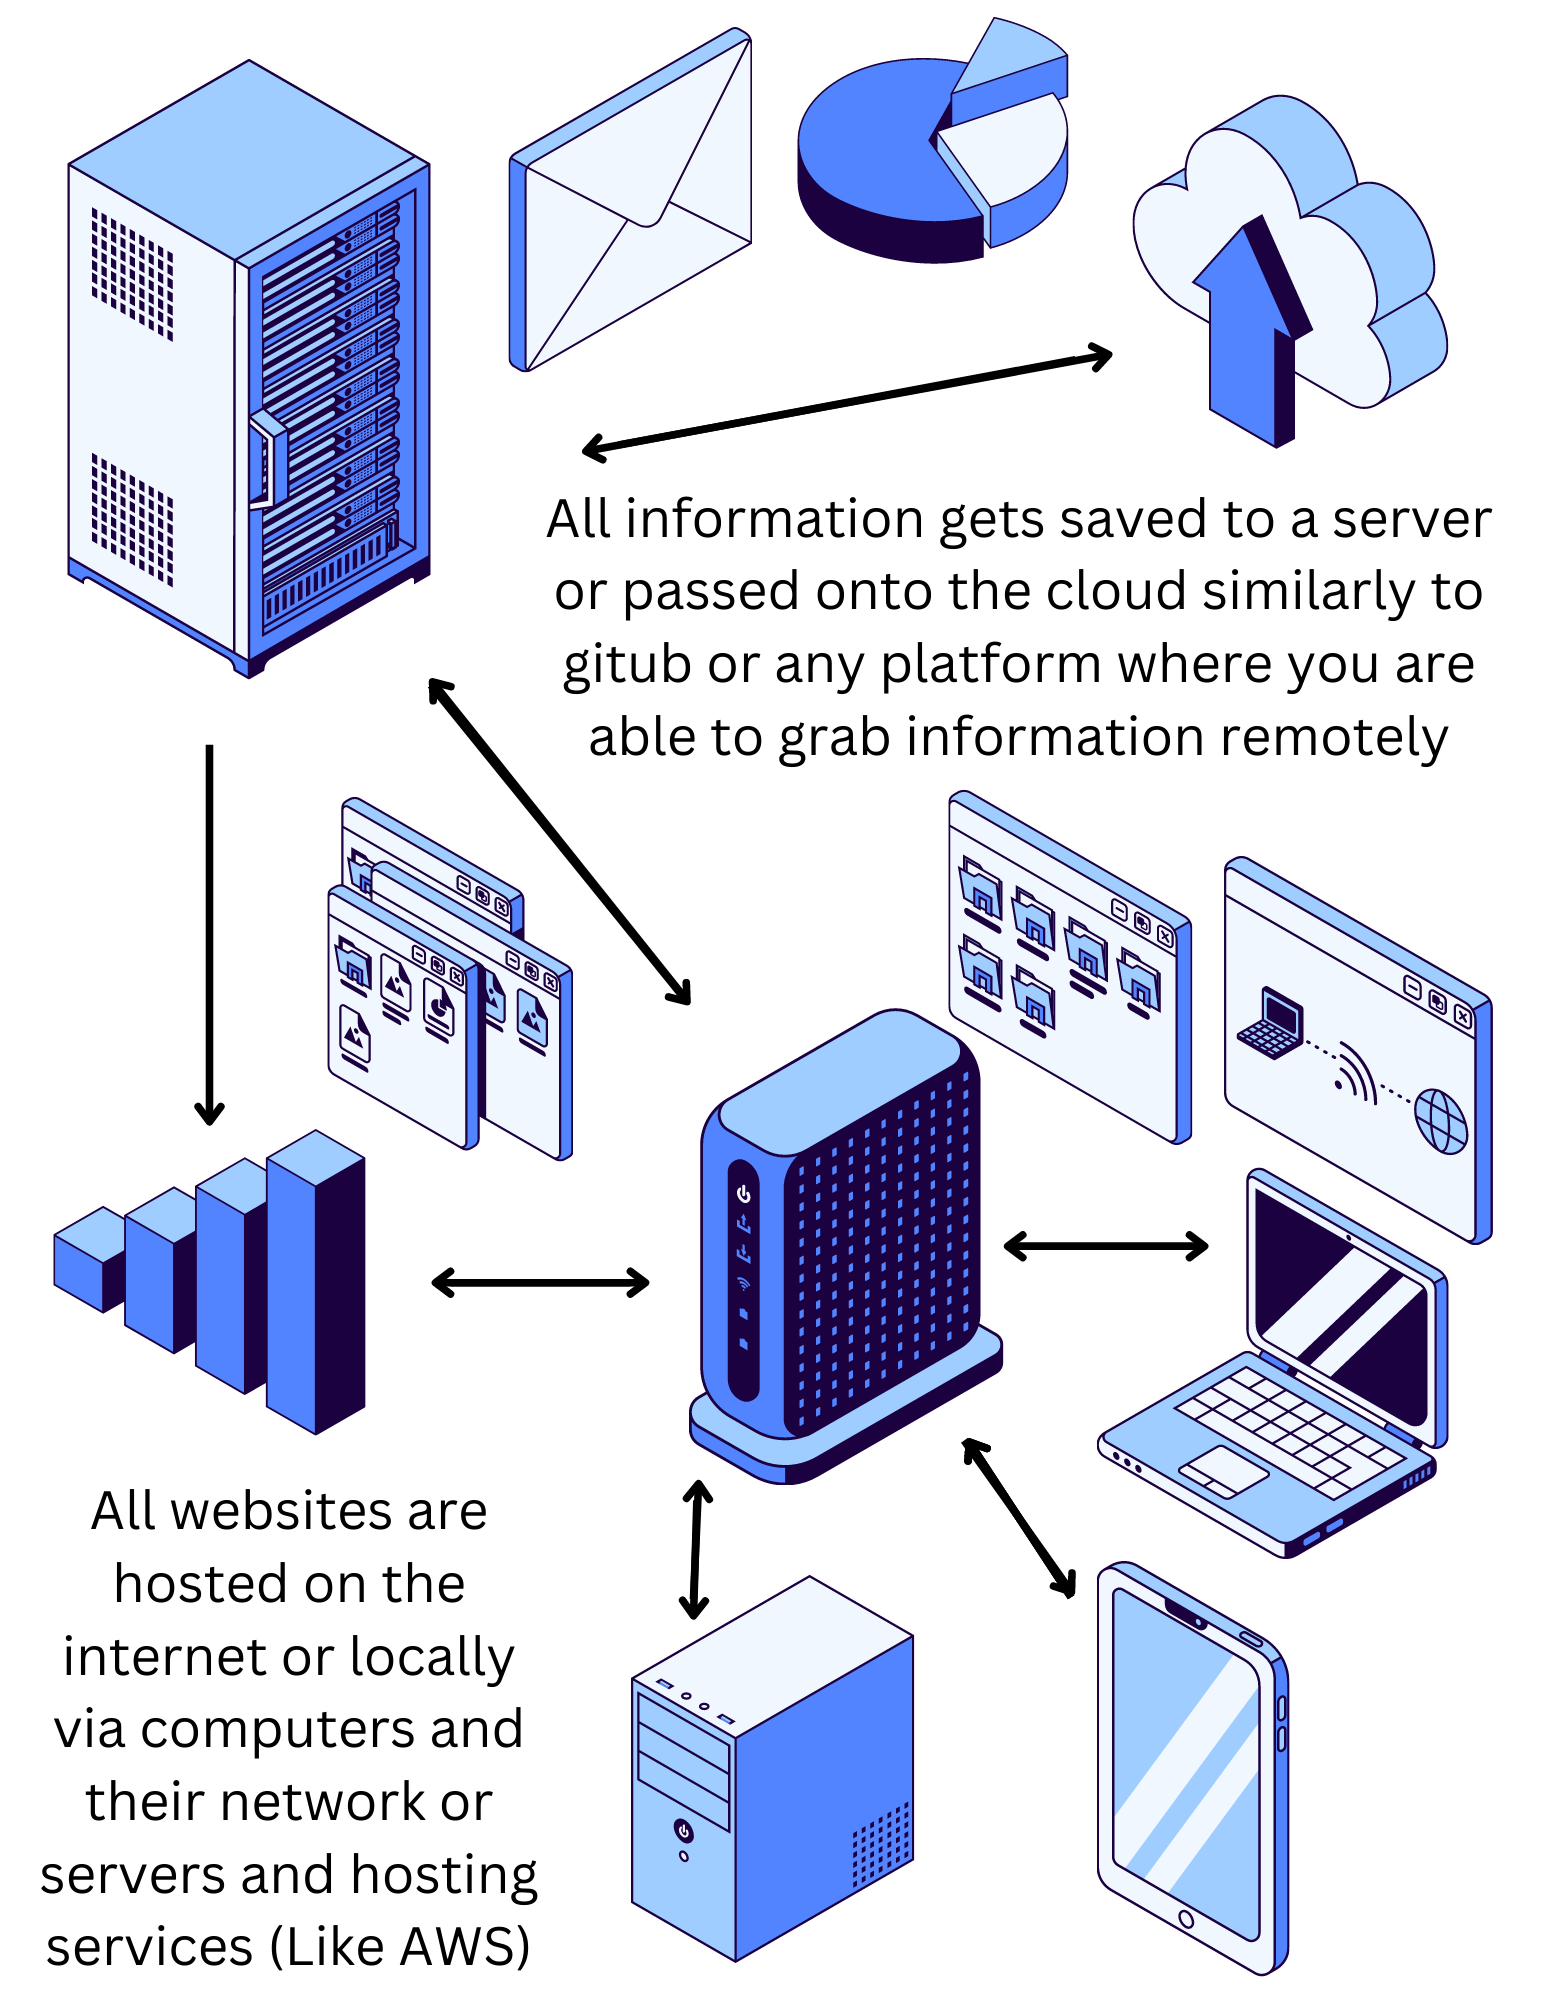 All information gets saved to a server
or passed onto the cloud similarly to
gitub or any platform where you are
able to grab information remotely
All websites are
hosted on the
internet or locally
via computers and
their network or
servers and hosting
services (Like AWS)